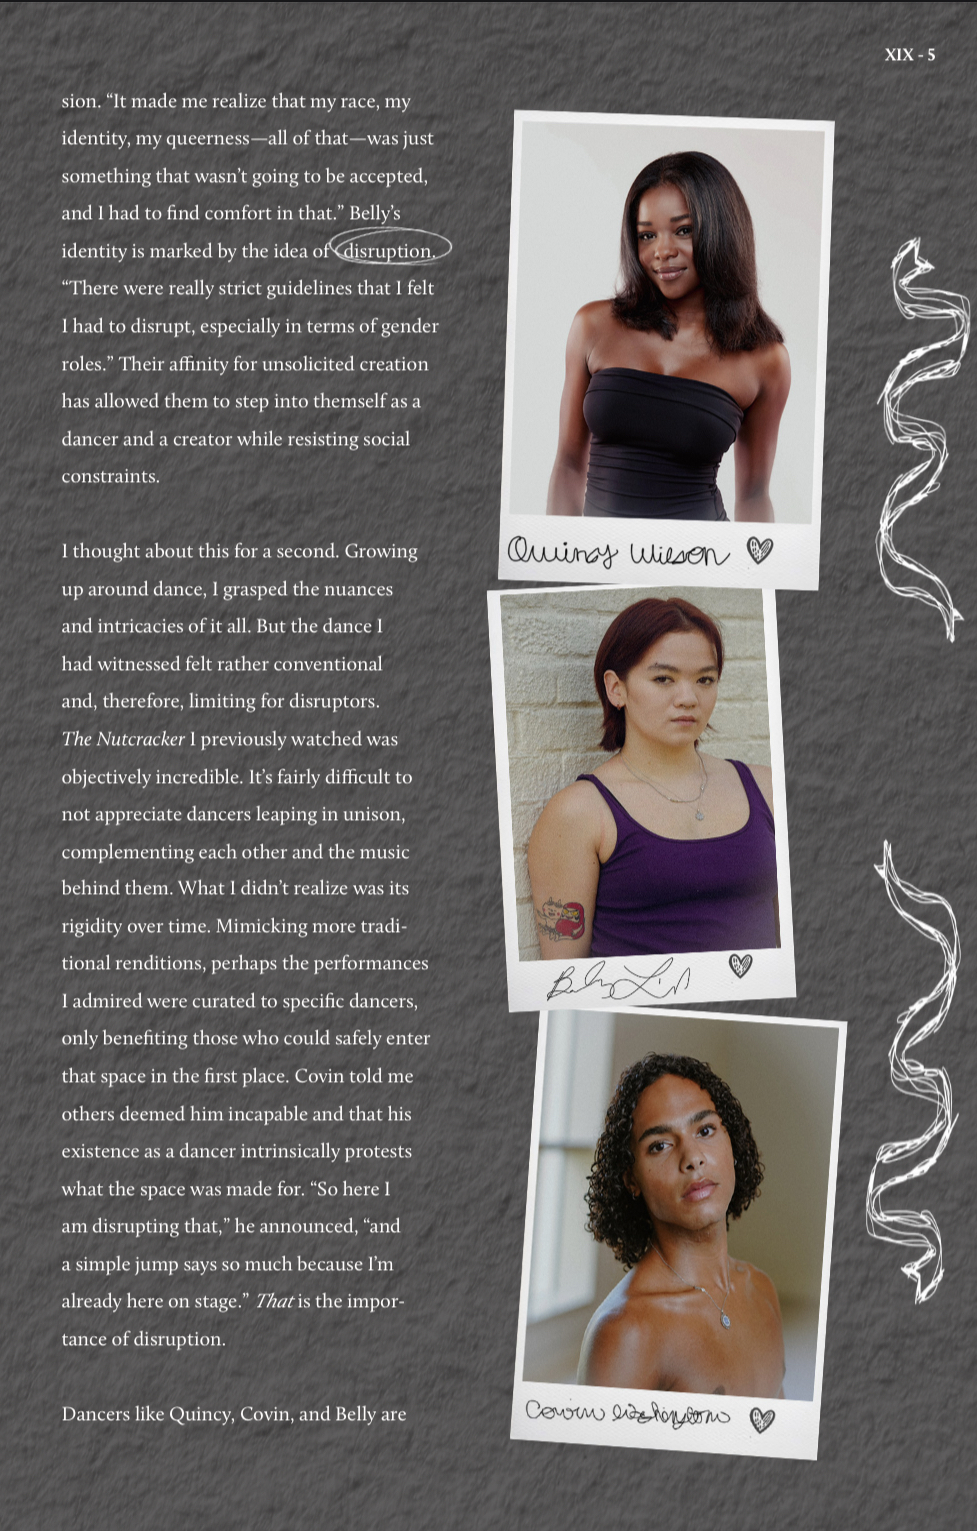 XIX - 5
sion. “It made me realize that my race, my
identity, my queerness—all of that—was just
something that wasn’t going to be accepted,
and I had to find comfort in that.” Belly’s
identity is marked by the idea of disruption.
“There were really strict guidelines that I felt
I had to disrupt, especially in terms of gender
roles.” Their affinity for unsolicited creation
has allowed them to step into themself as a
dancer and a creator while resisting social
constraints.
I thought about this for a second. Growing
up around dance, I grasped the nuances
and intricacies of it all. But the dance I
had witnessed felt rather conventional
and, therefore, limiting for disruptors.
The Nutcracker I previously watched was
objectively incredible. It’s fairly difficult to
not appreciate dancers leaping in unison,
complementing each other and the music
behind them. What I didn’t realize was its
rigidity over time. Mimicking more tradi-
tional renditions, perhaps the performances
I admired were curated to specific dancers,
only benefiting those who could safely enter
that space in the first place. Covin told me
others deemed him incapable and that his
existence as a dancer intrinsically protests
what the space was made for. “So here I
am disrupting that,” he announced, “and
a simple jump says so much because I’m
already here on stage.” That is the impor-
tance of disruption.
Dancers like Quincy, Covin, and Belly are
Quincy Wilson
Belly
Covin